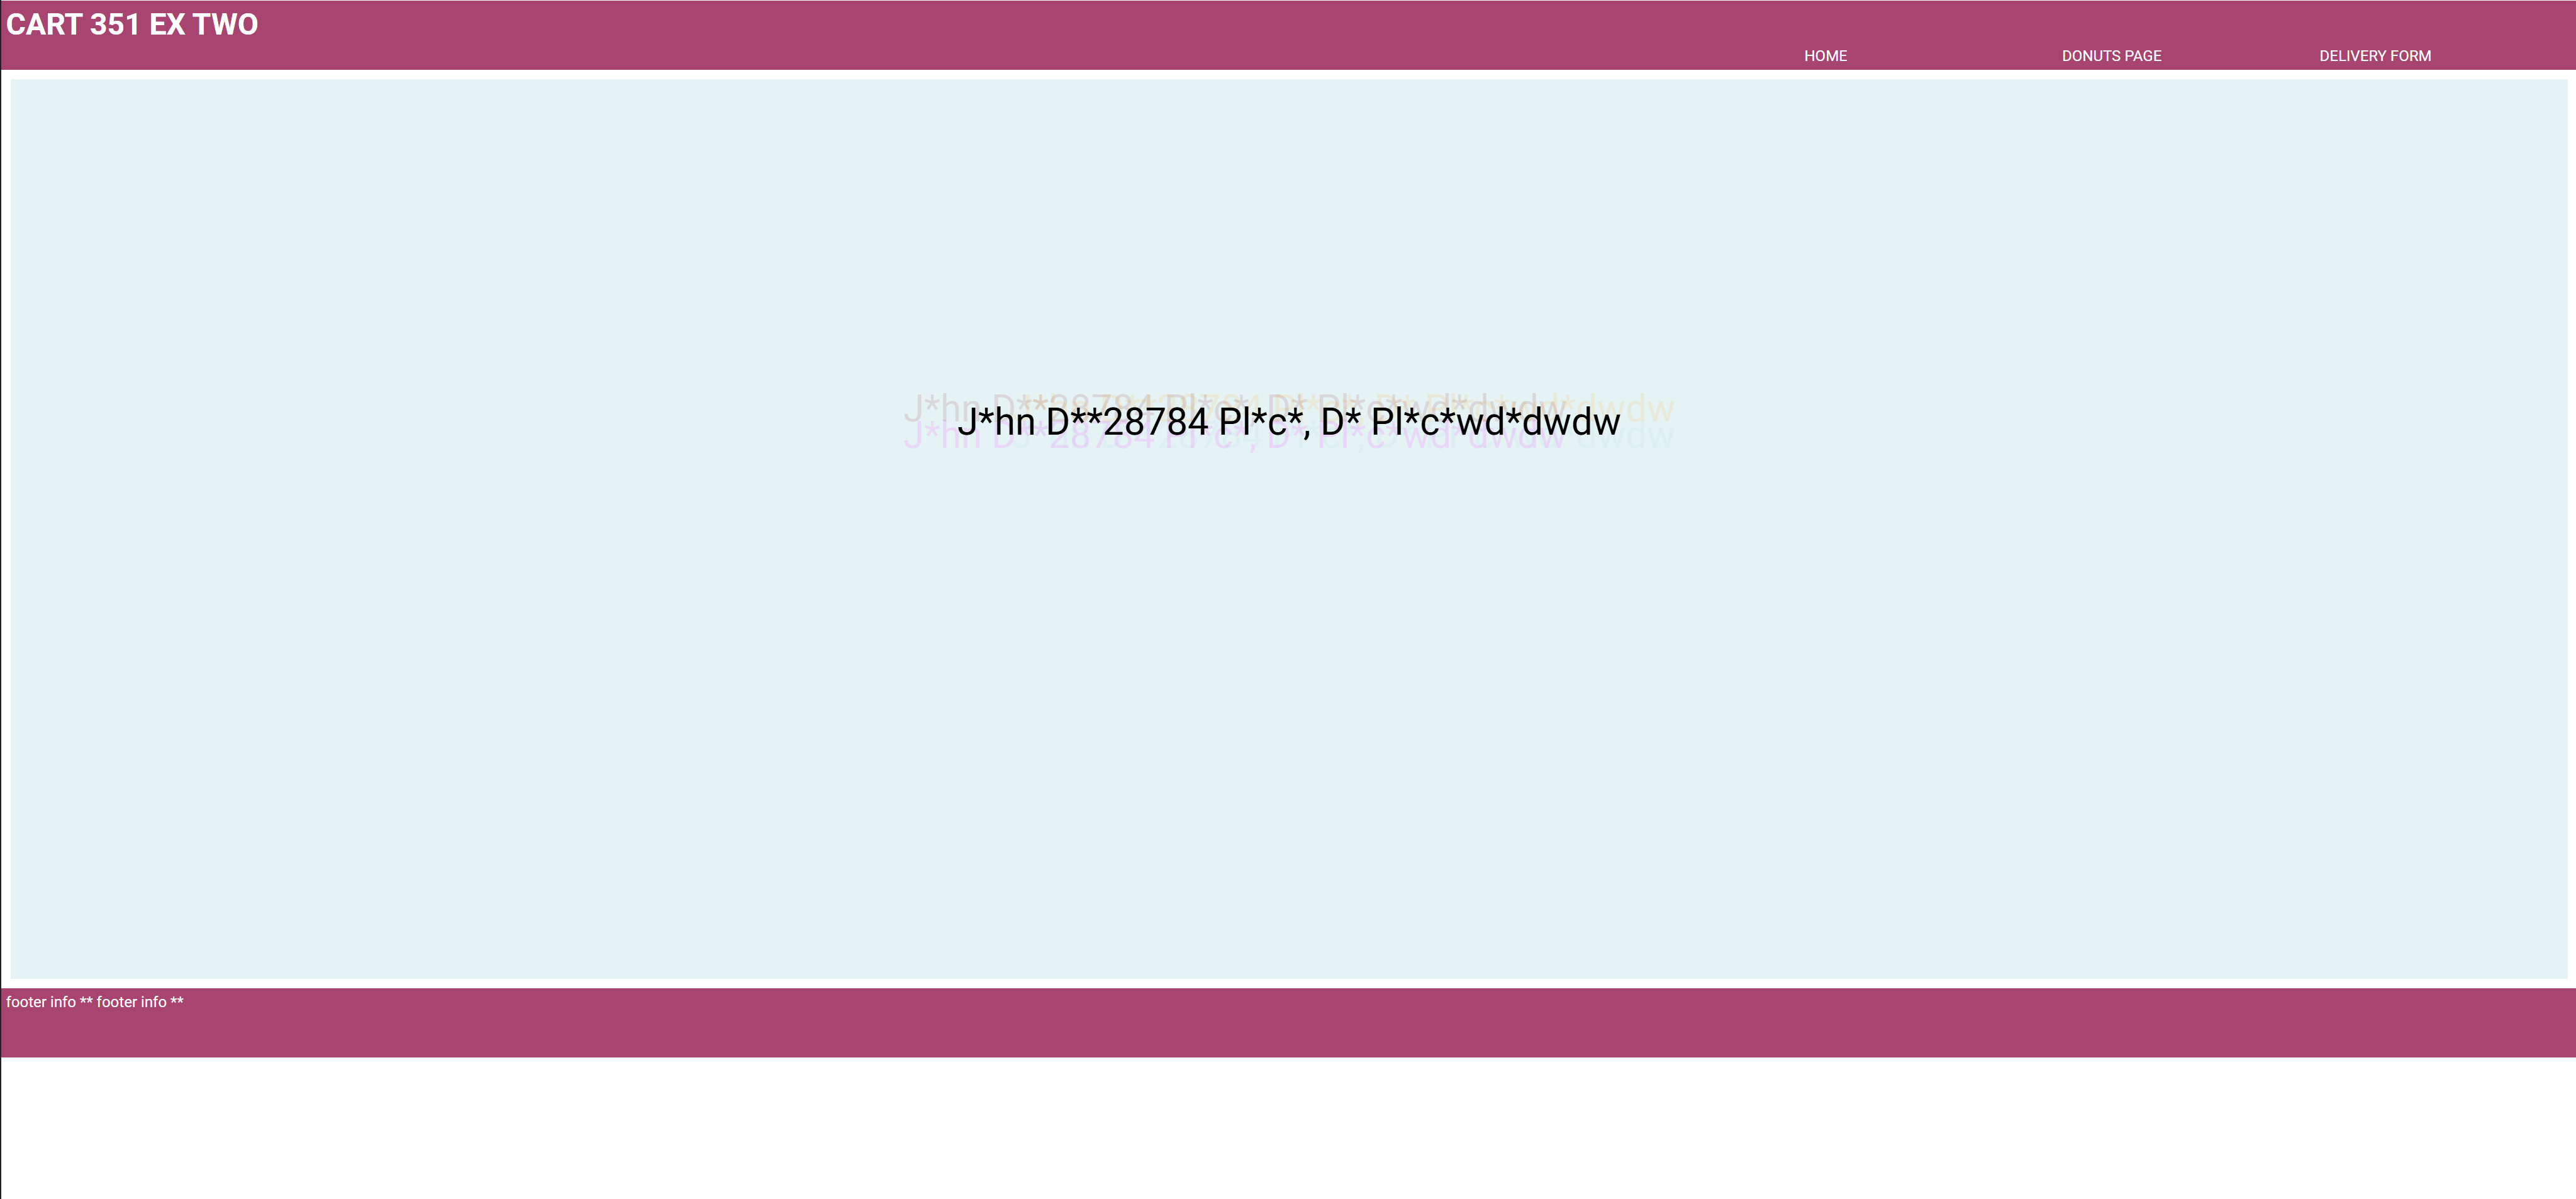 CART 351 EX TWO
HOME DONUTS PAGE DELIVERY FORM
J*hn D**28784 Pl*c*, D* Pl*c*wd*dwdw
footer info ** footer info **